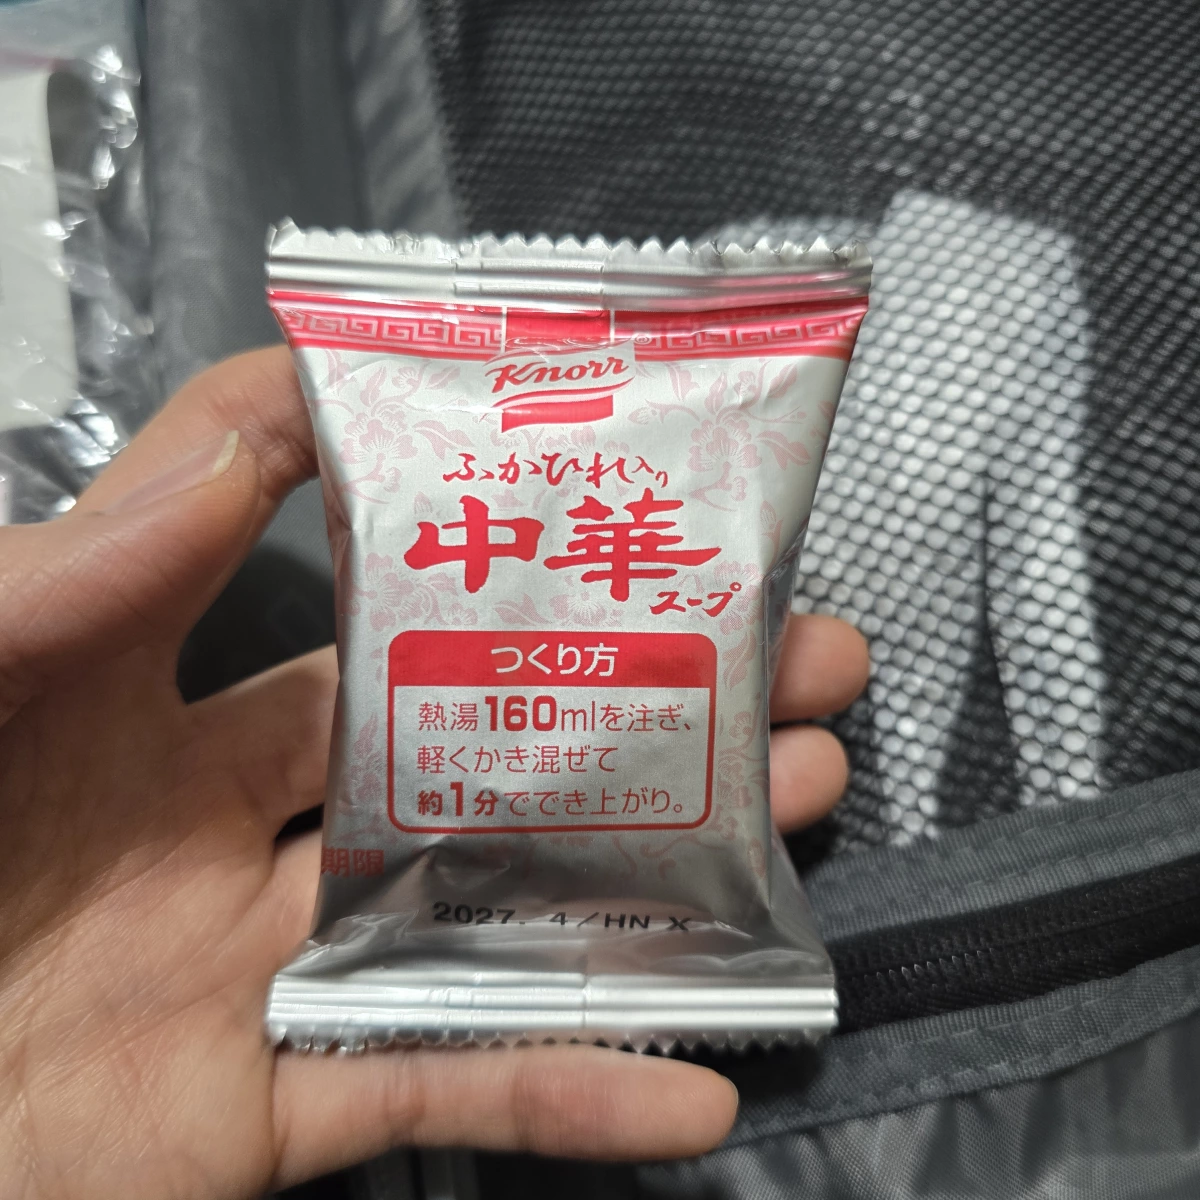 Knorr
ふかひれ入り
中華
スープ
つくり方
熱湯160mlを注ぎ、
軽くかき混ぜて
約1分ででき上がり。
期限
2027. 4/HN X